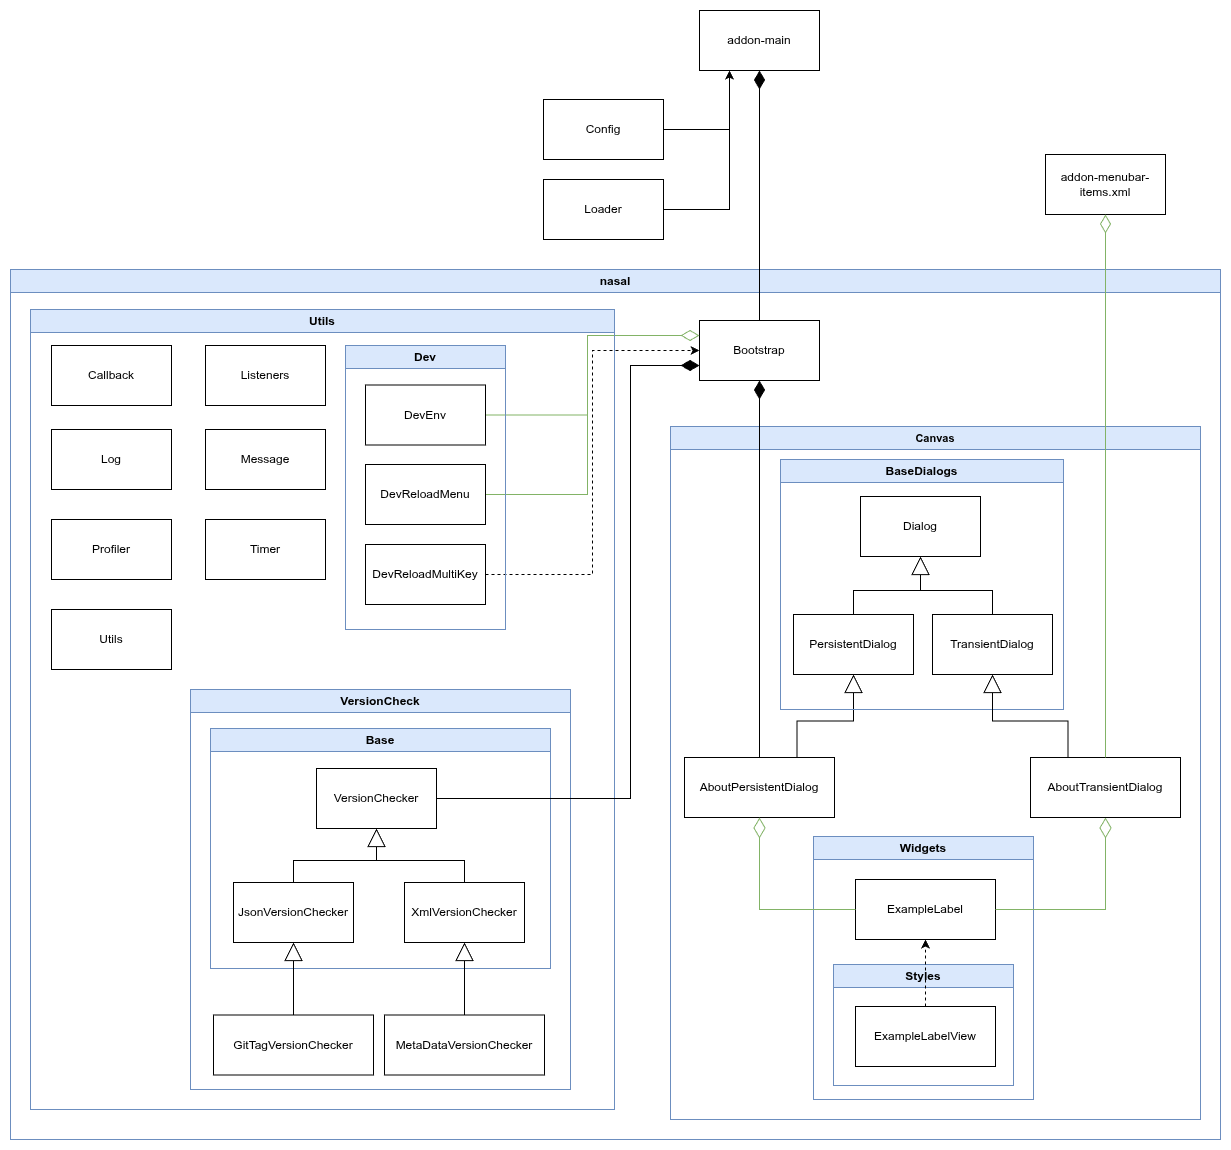 addon-main
Config
Loader
addon-menubar-
items.xml
nasal
Utils
Callback
Listeners
Log
Message
Profiler
Timer
Utils
Dev
DevEnv
DevReloadMenu
DevReloadMultiKey
VersionCheck
Base
VersionChecker
JsonVersionChecker
XmlVersionChecker
GitTagVersionChecker
MetaDataVersionChecker
Bootstrap
Canvas
BaseDialogs
Dialog
PersistentDialog
TransientDialog
AboutPersistentDialog
AboutTransientDialog
Widgets
ExampleLabel
Styles
ExampleLabelView